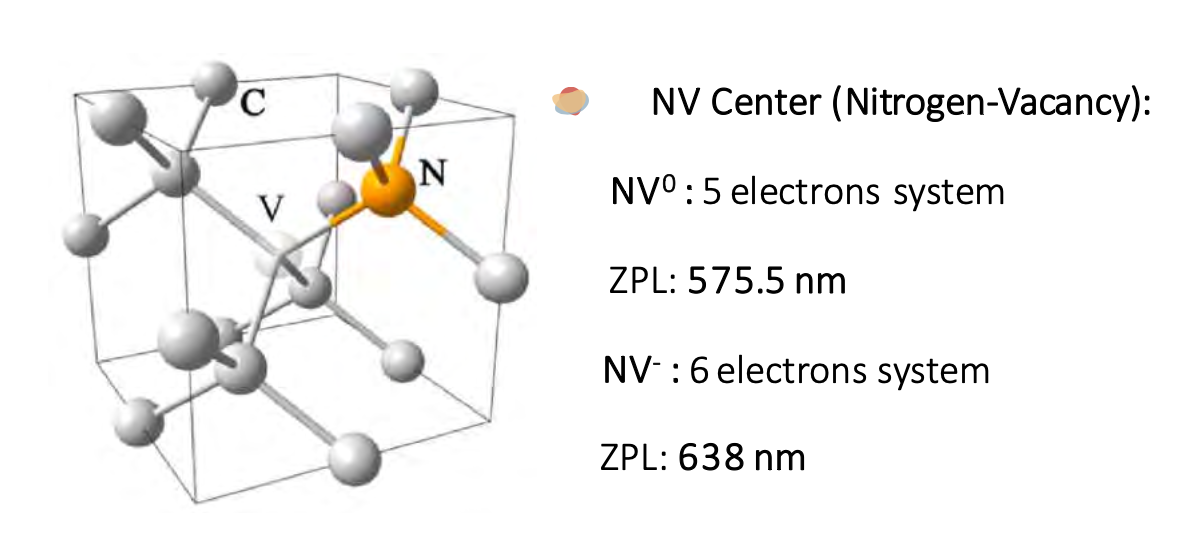 C
N
V
NV Center (Nitrogen-Vacancy):
NV⁰ : 5 electrons system
ZPL: 575.5 nm
NV⁻ : 6 electrons system
ZPL: 638 nm